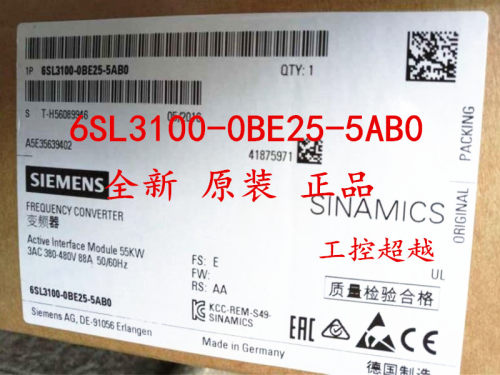 1P 6SL3100-0BE25-5AB0 QTY: 1
S T-H56089946 05/2016
6SL3100-0BE25-5AB0
A5E35639402 41875971
SIEMENS
全新 原装 正品
SINAMICS
工控超越
FREQUENCY CONVERTER
变频器
Active Interface Module 55KW
3AC 380-480V 88A 50/60Hz
FS: E
FW:
RS: AA
UL
质量检验合格
6SL3100-0BE25-5AB0
KCC-REM-S49-
SINAMICS
EAC
Siemens AG, DE-91056 Erlangen
Made in Germany
德国制造
ORIGINAL PACKING